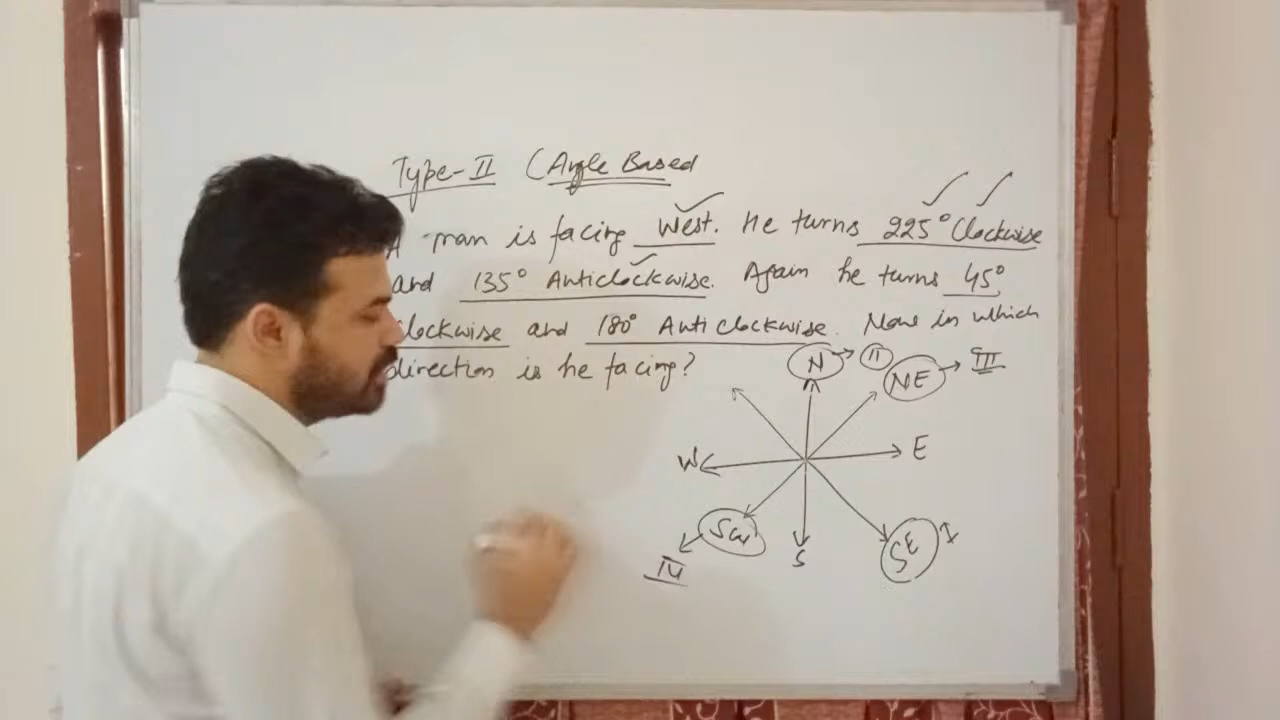 Type-II (Angle Based
A man is facing West. He turns 225° Clockwise
and 135° Anticlockwise. Again he turns 45°
clockwise and 180° Anticlockwise. Now in which
direction is he facing?
N II
NE III
W E
SW SE I
S
IV